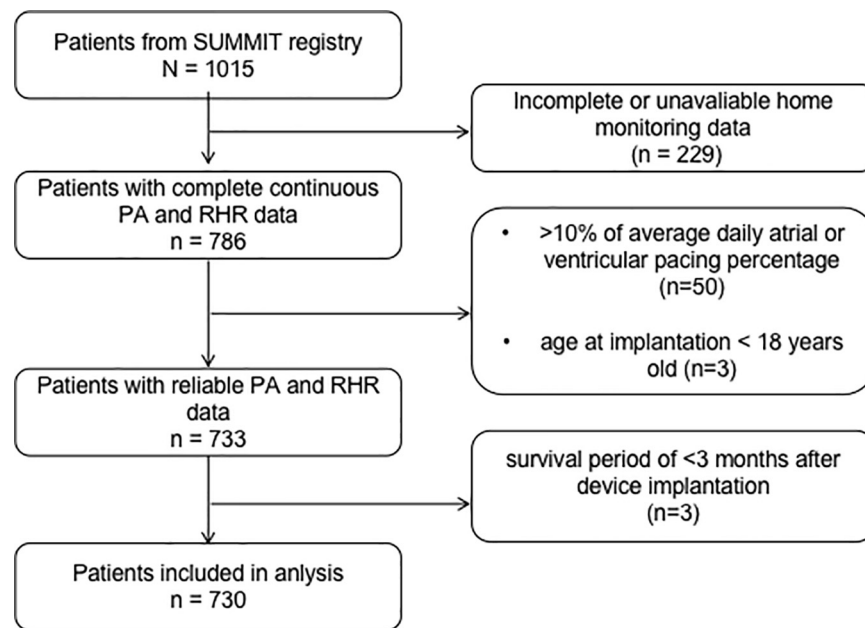 Patients from SUMMIT registry
N = 1015
Incomplete or unavaliable home
monitoring data
(n = 229)
Patients with complete continuous
PA and RHR data
n = 786
• >10% of average daily atrial or
ventricular pacing percentage
(n=50)
• age at implantation < 18 years
old (n=3)
Patients with reliable PA and RHR
data
n = 733
survival period of <3 months after
device implantation
(n=3)
Patients included in anlysis
n = 730